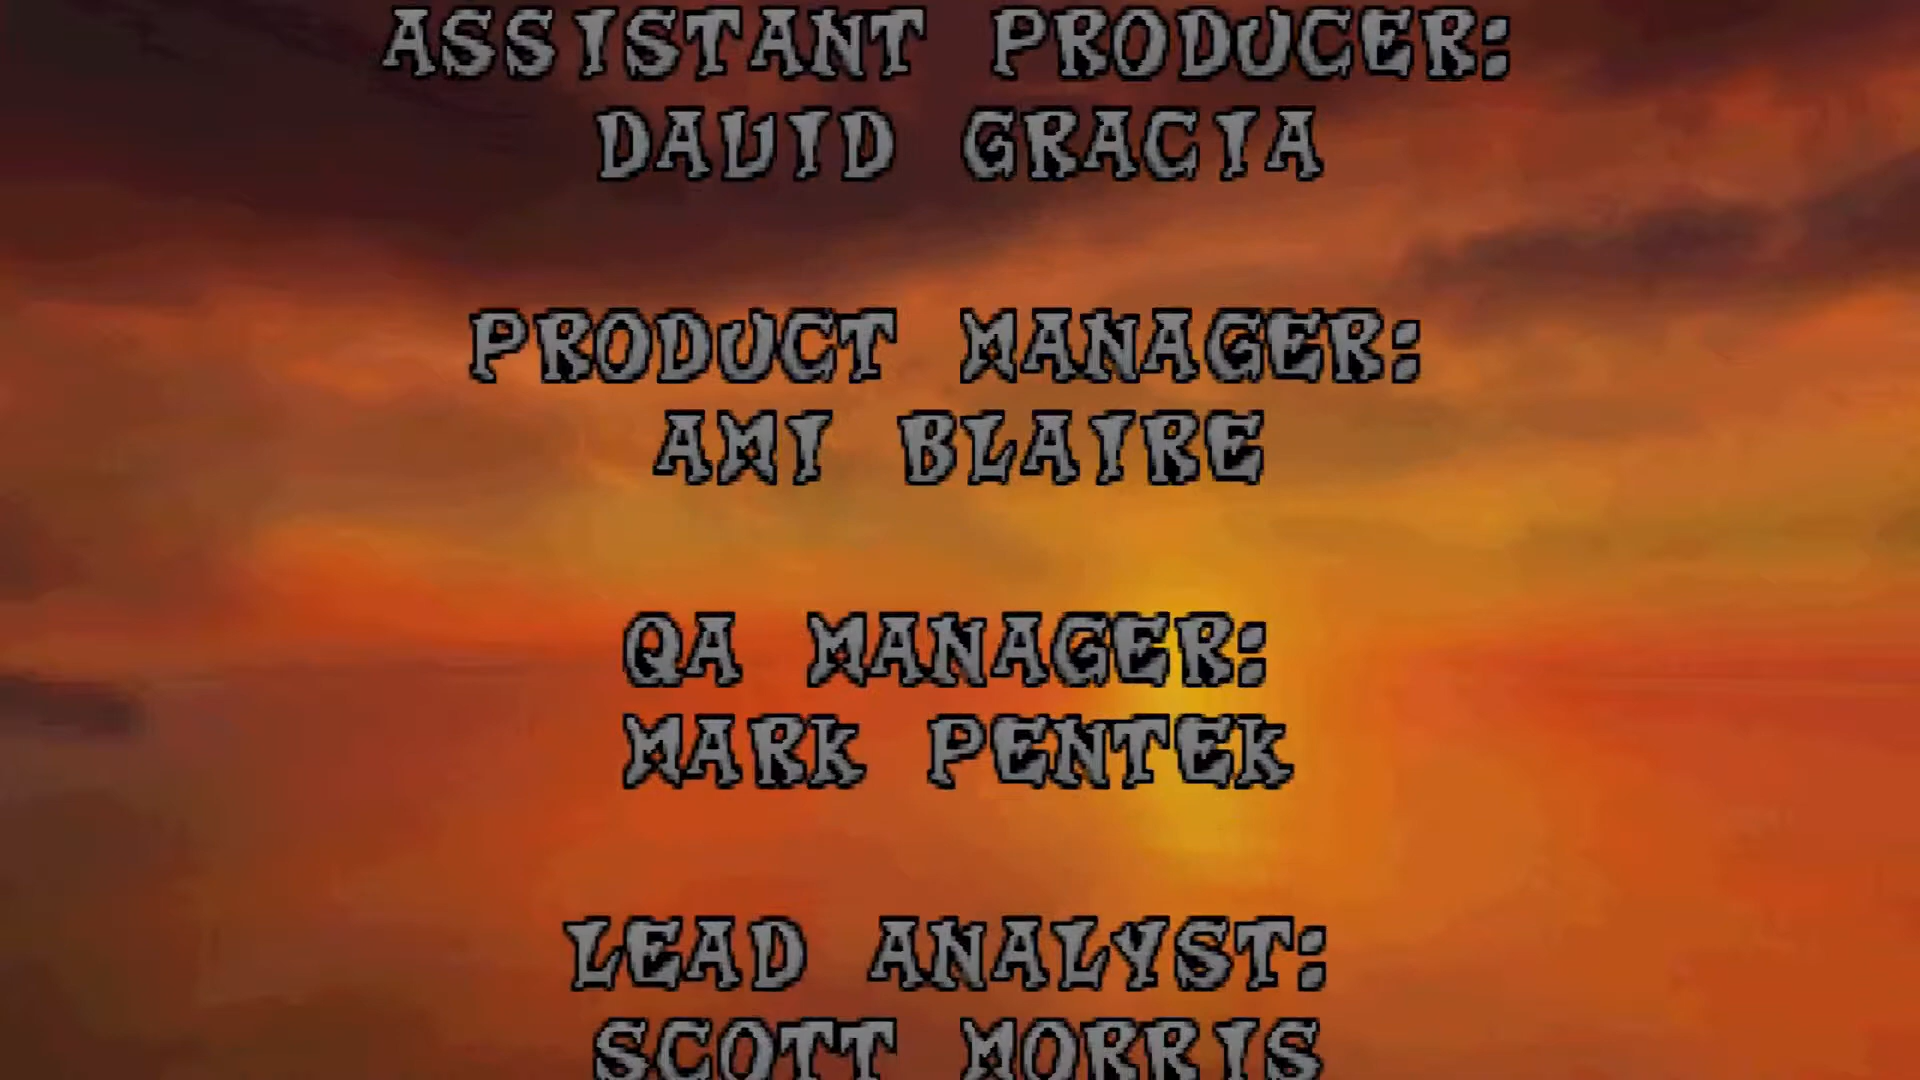 ASSISTANT PRODUCER:
DAVID GRACIA
PRODUCT MANAGER:
AMI BLAIRE
QA MANAGER:
MARK PENTEK
LEAD ANALYST:
SCOTT MORRIS